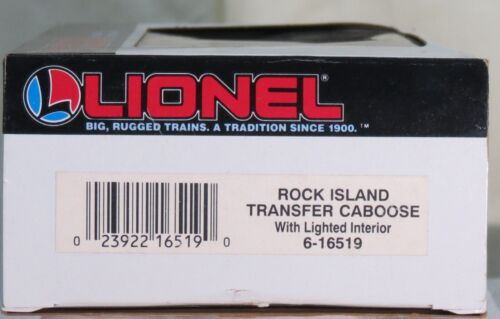 LIONEL®
BIG, RUGGED TRAINS. A TRADITION SINCE 1900.™
ROCK ISLAND
TRANSFER CABOOSE
With Lighted Interior
6-16519
0 23922 16519 0